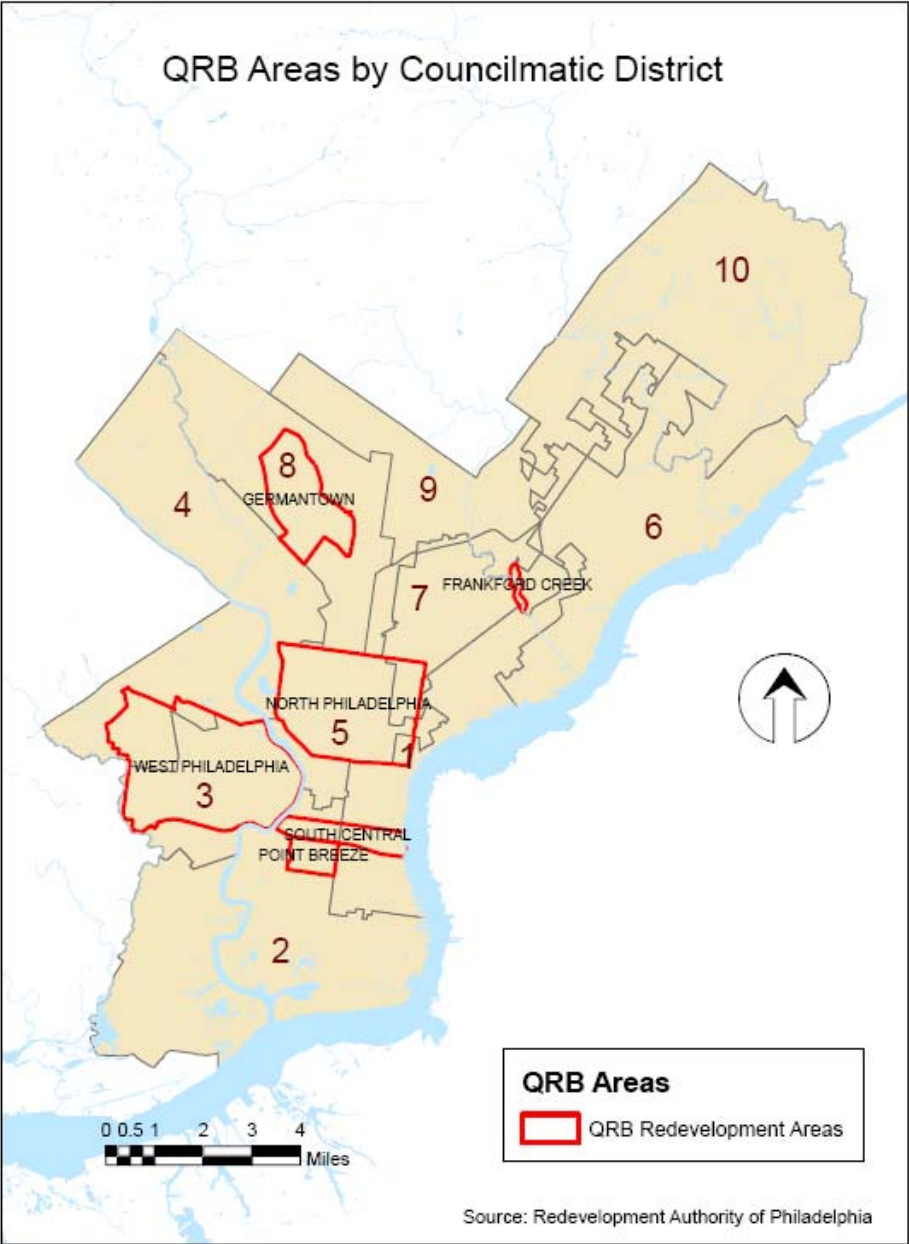 QRB Areas by Councilmatic District
10
8
GERMANTOWN
9
4
6
FRANKFORD CREEK
7
NORTH PHILADELPHIA
5
1
WEST PHILADELPHIA
3
SOUTH CENTRAL
POINT BREEZE
2
QRB Areas
QRB Redevelopment Areas
0 0.5 1 2 3 4
Miles
Source: Redevelopment Authority of Philadelphia